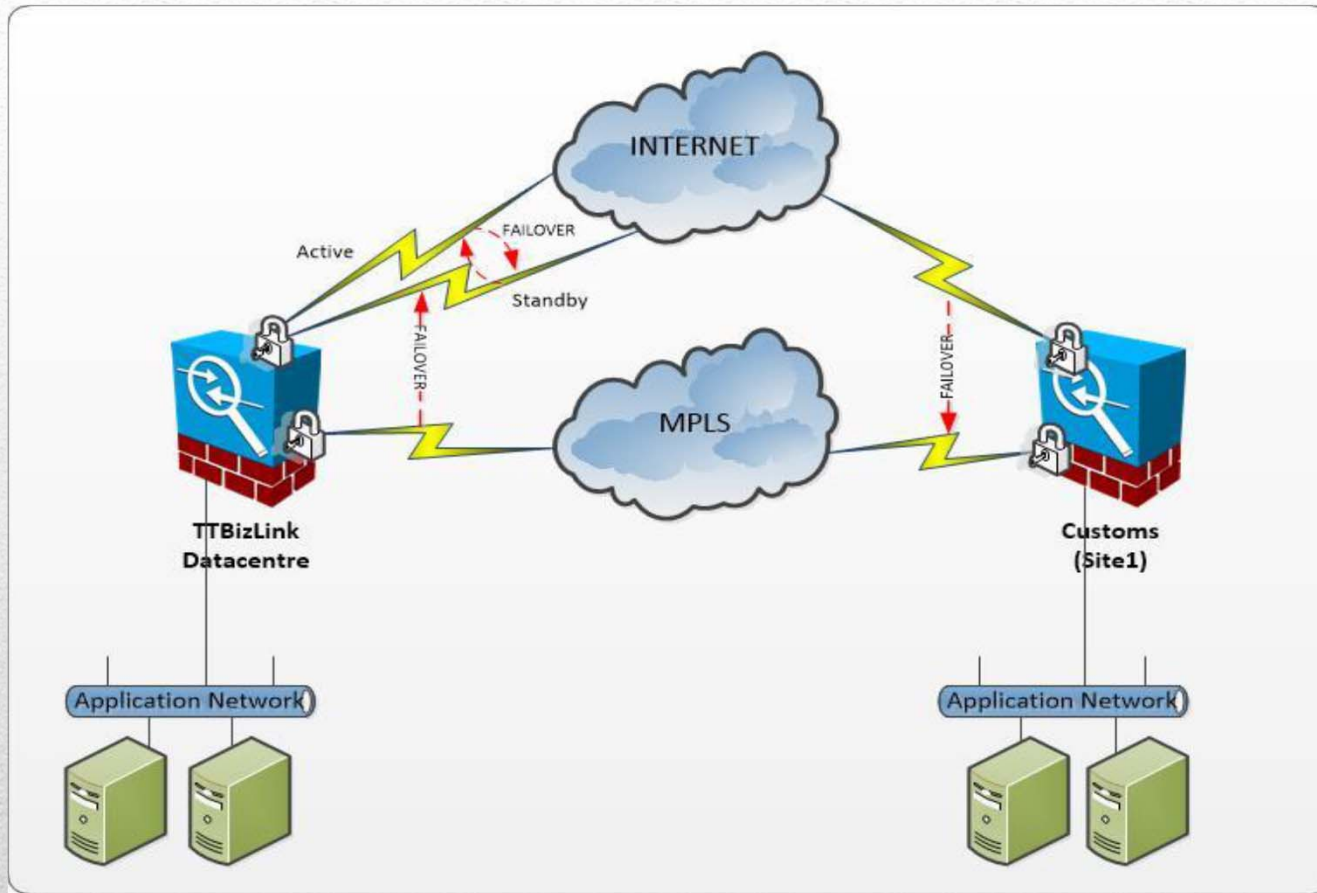 INTERNET
Active
FAILOVER
Standby
FAILOVER
FAILOVER
MPLS
TTBizLink
Datacentre
Customs
(Site1)
Application Network
Application Network